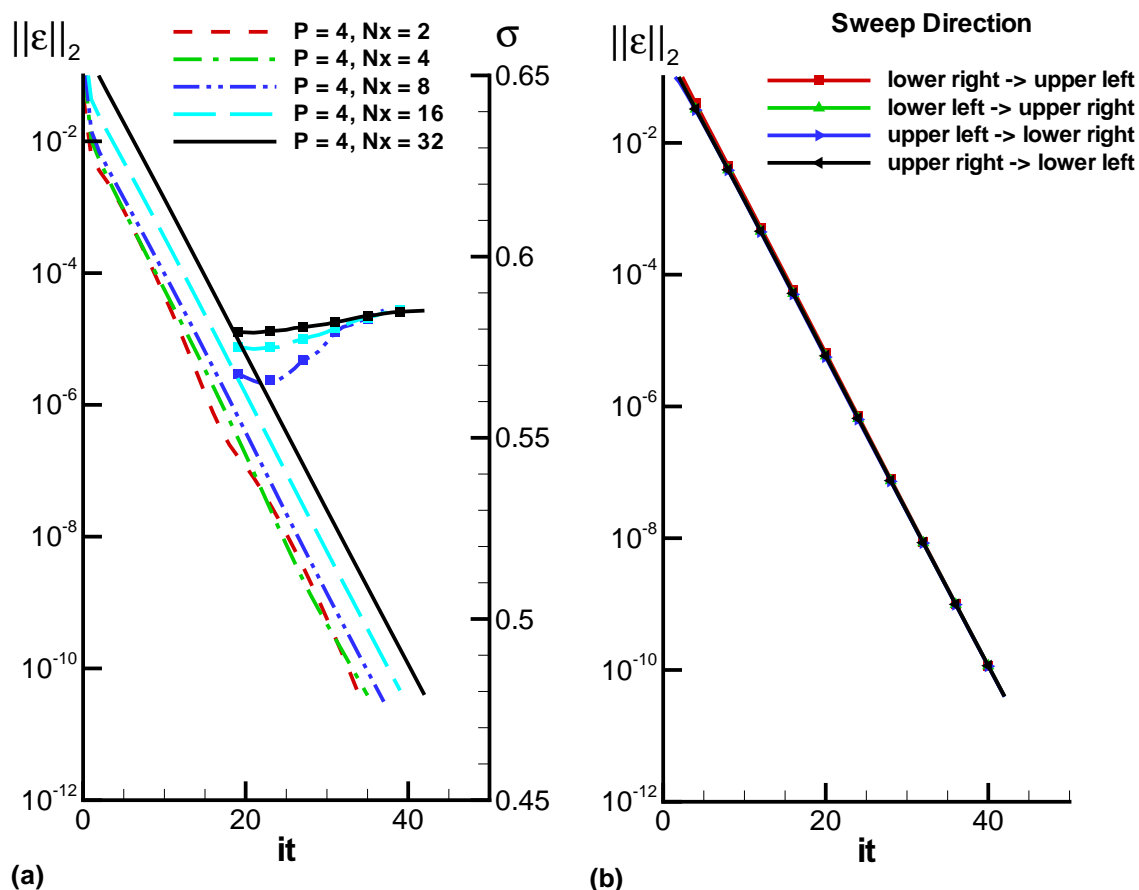 ||ε||₂
P = 4, Nx = 2
P = 4, Nx = 4
P = 4, Nx = 8
P = 4, Nx = 16
P = 4, Nx = 32
σ
0.65
0.6
0.55
0.5
0.45
10⁻²
10⁻⁴
10⁻⁶
10⁻⁸
10⁻¹⁰
10⁻¹²
0
20
40
it
(a)
Sweep Direction
||ε||₂
lower right -> upper left
lower left -> upper right
upper left -> lower right
upper right -> lower left
10⁻²
10⁻⁴
10⁻⁶
10⁻⁸
10⁻¹⁰
10⁻¹²
0
20
40
it
(b)